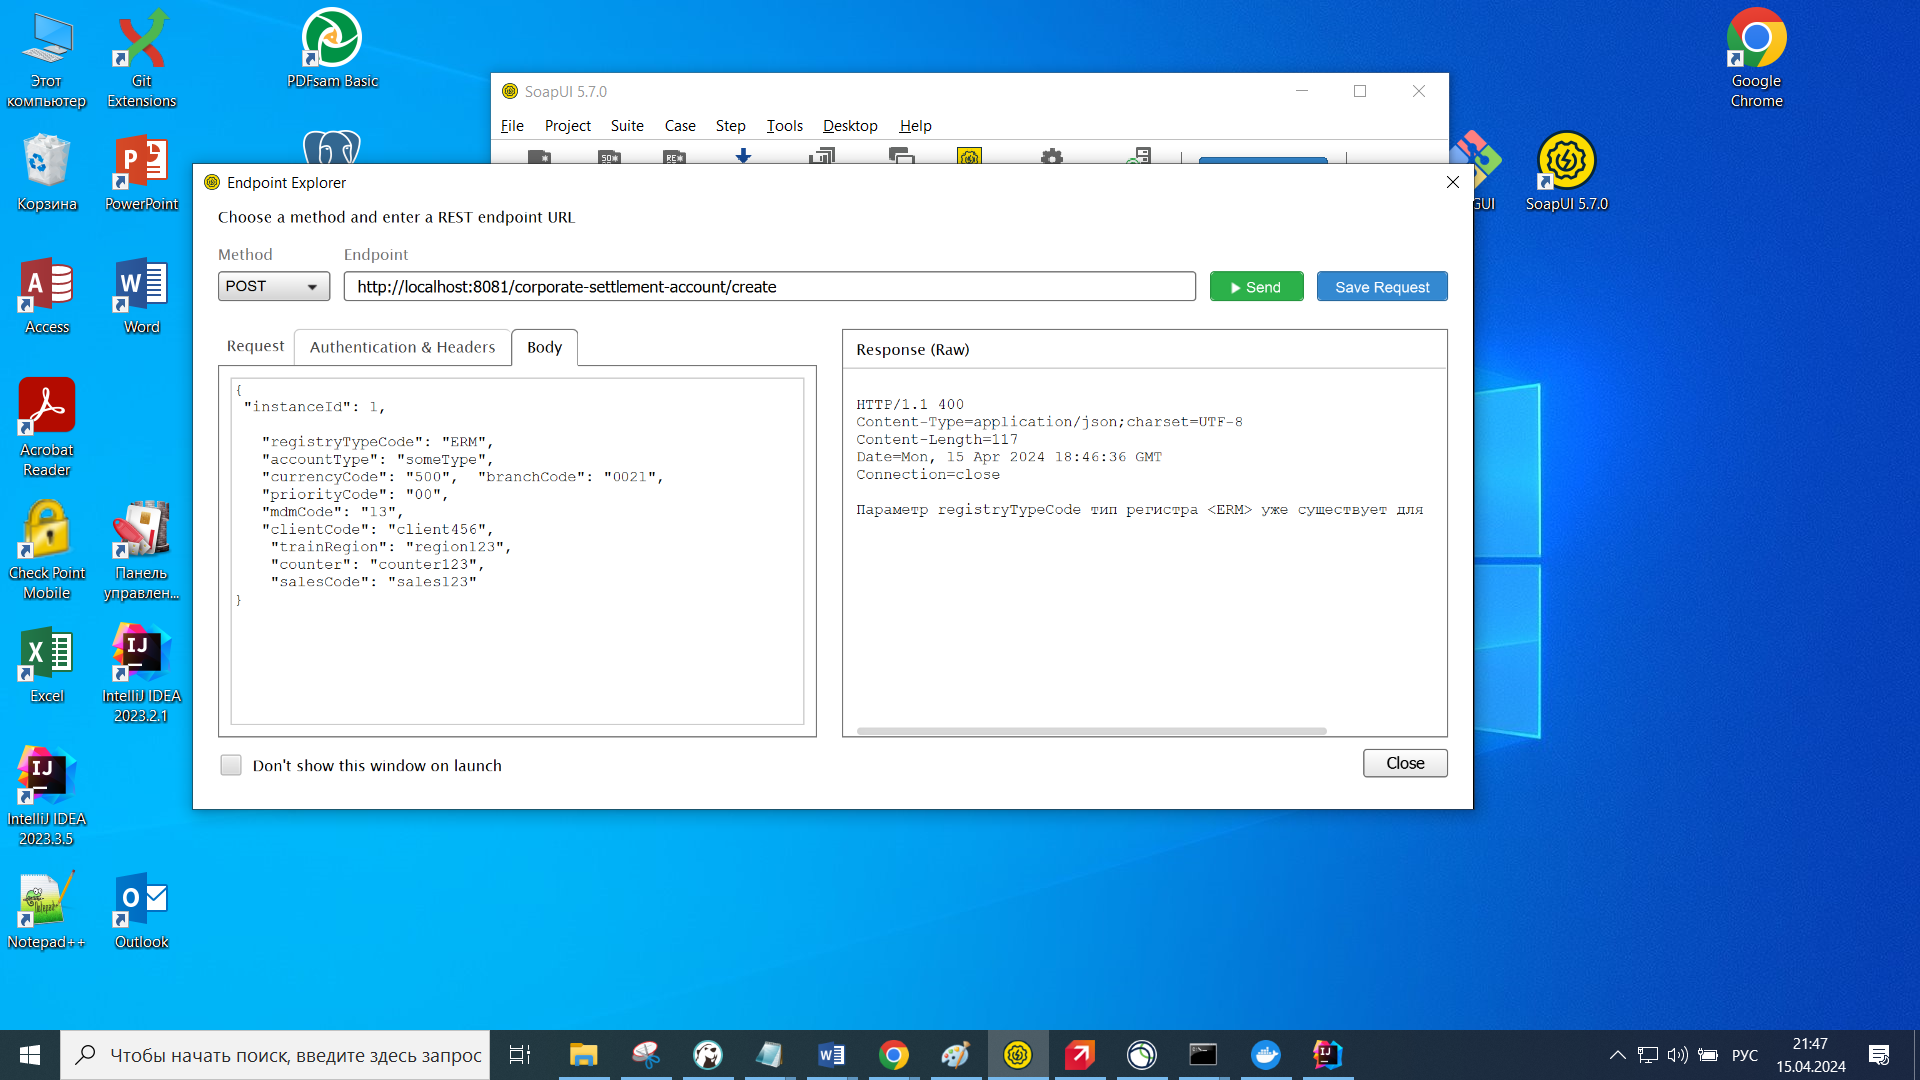 Этот компьютер
Git Extensions
PDFsam Basic
Google Chrome
Корзина
PowerPoint
SoapUI 5.7.0
Access
Word
Acrobat Reader
Check Point Mobile
Панель управлен...
Excel
IntelliJ IDEA 2023.2.1
IntelliJ IDEA 2023.3.5
Notepad++
Outlook
SoapUI 5.7.0
File Project Suite Case Step Tools Desktop Help
GUI
Endpoint Explorer
Choose a method and enter a REST endpoint URL
Method Endpoint
POST http://localhost:8081/corporate-settlement-account/create Send Save Request
Request Authentication & Headers Body
{
"instanceId": 1,
"registryTypeCode": "ERM",
"accountType": "someType",
"currencyCode": "500", "branchCode": "0021",
"priorityCode": "00",
"mdmCode": "13",
"clientCode": "client456",
"trainRegion": "region123",
"counter": "counter123",
"salesCode": "sales123"
}
Response (Raw)
HTTP/1.1 400
Content-Type=application/json;charset=UTF-8
Content-Length=117
Date=Mon, 15 Apr 2024 18:46:36 GMT
Connection=close
Параметр registryTypeCode тип регистра <ERM> уже существует для
Don't show this window on launch
Close
Чтобы начать поиск, введите здесь запрос
РУС
21:47
15.04.2024